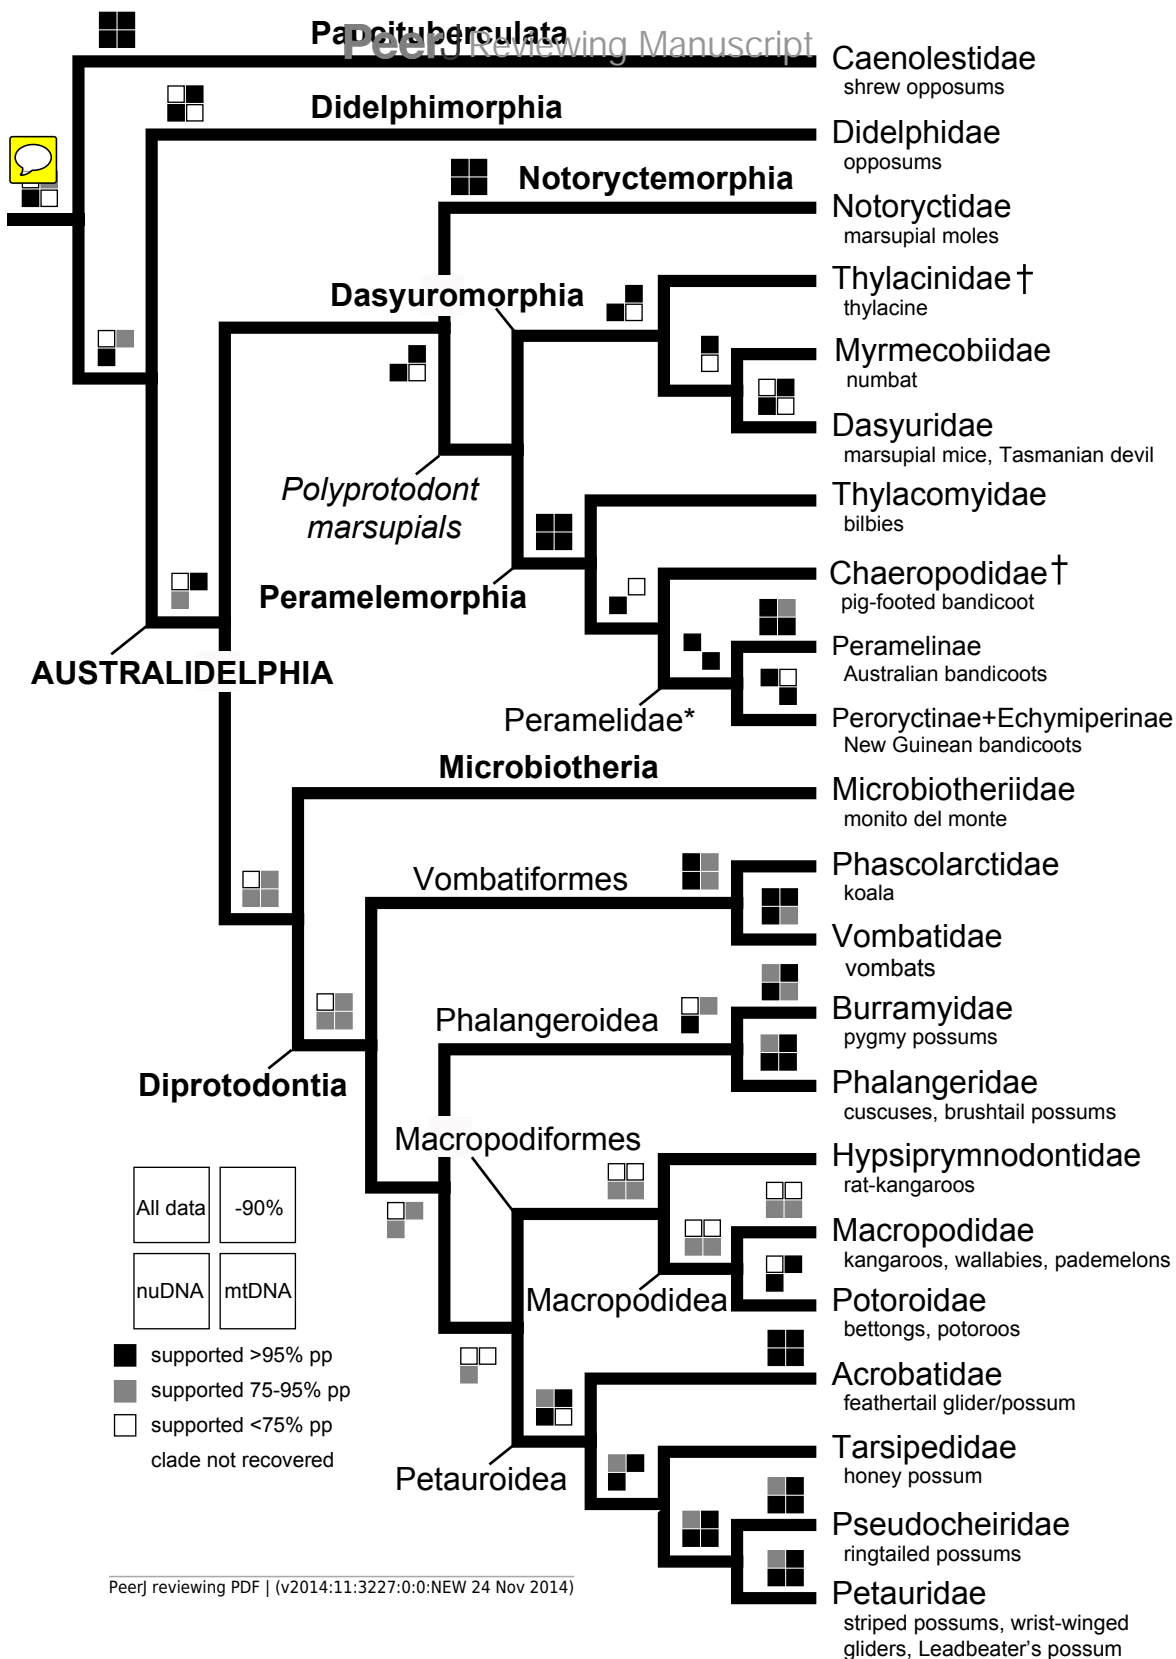 Paucituberculata
PeerJ Reviewing Manuscript
Caenolestidae
shrew opposums
Didelphimorphia
Didelphidae
opposums
Notoryctemorphia
Notoryctidae
marsupial moles
Dasyuromorphia
Thylacinidae†
thylacine
Myrmecobiidae
numbat
Dasyuridae
marsupial mice, Tasmanian devil
Polyprotodont
marsupials
Thylacomyidae
bilbies
Peramelemorphia
Chaeropodidae†
pig-footed bandicoot
AUSTRALIDELPHIA
Peramelinae
Australian bandicoots
Peramelidae*
Peroryctinae+Echymiperinae
New Guinean bandicoots
Microbiotheria
Microbiotheriidae
monito del monte
Vombatiformes
Phascolarctidae
koala
Vombatidae
vombats
Phalangeroidea
Burramyidae
pygmy possums
Diprotodontia
Phalangeridae
cuscuses, brushtail possums
Macropodiformes
Hypsiprymnodontidae
rat-kangaroos
Macropodidae
kangaroos, wallabies, pademelons
Macropodidea
Potoroidae
bettongs, potoroos
All data -90%
nuDNA mtDNA
supported >95% pp
supported 75-95% pp
supported <75% pp
clade not recovered
Acrobatidae
feathertail glider/possum
Petauroidea
Tarsipedidae
honey possum
Pseudocheiridae
ringtailed possums
Petauridae
striped possums, wrist-winged
gliders, Leadbeater's possum
PeerJ reviewing PDF | (v2014:11:3227:0:0:NEW 24 Nov 2014)